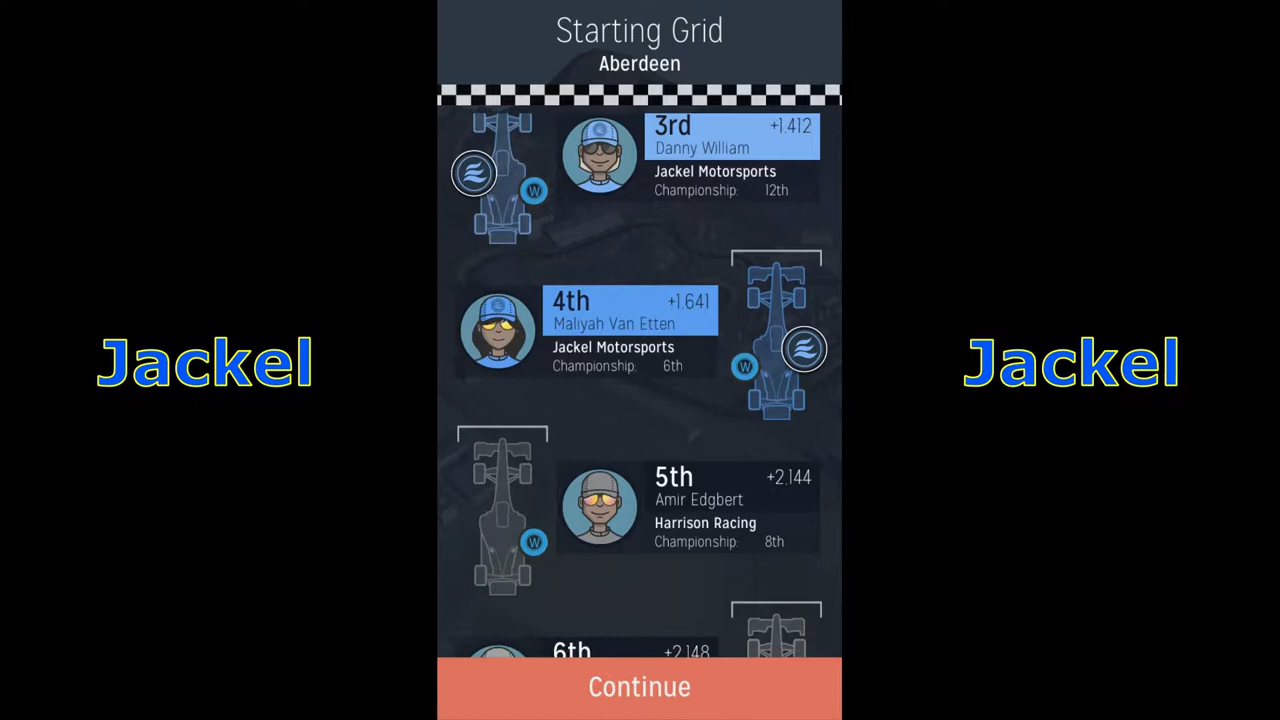 Starting Grid
Aberdeen
3rd +1.412
Danny William
Jackel Motorsports
Championship: 12th
W
4th +1.641
Maliyah Van Etten
Jackel Motorsports
Championship: 6th
W
Jackel
Jackel
5th +2.144
Amir Edgbert
Harrison Racing
Championship: 8th
W
6th +2.148
Continue